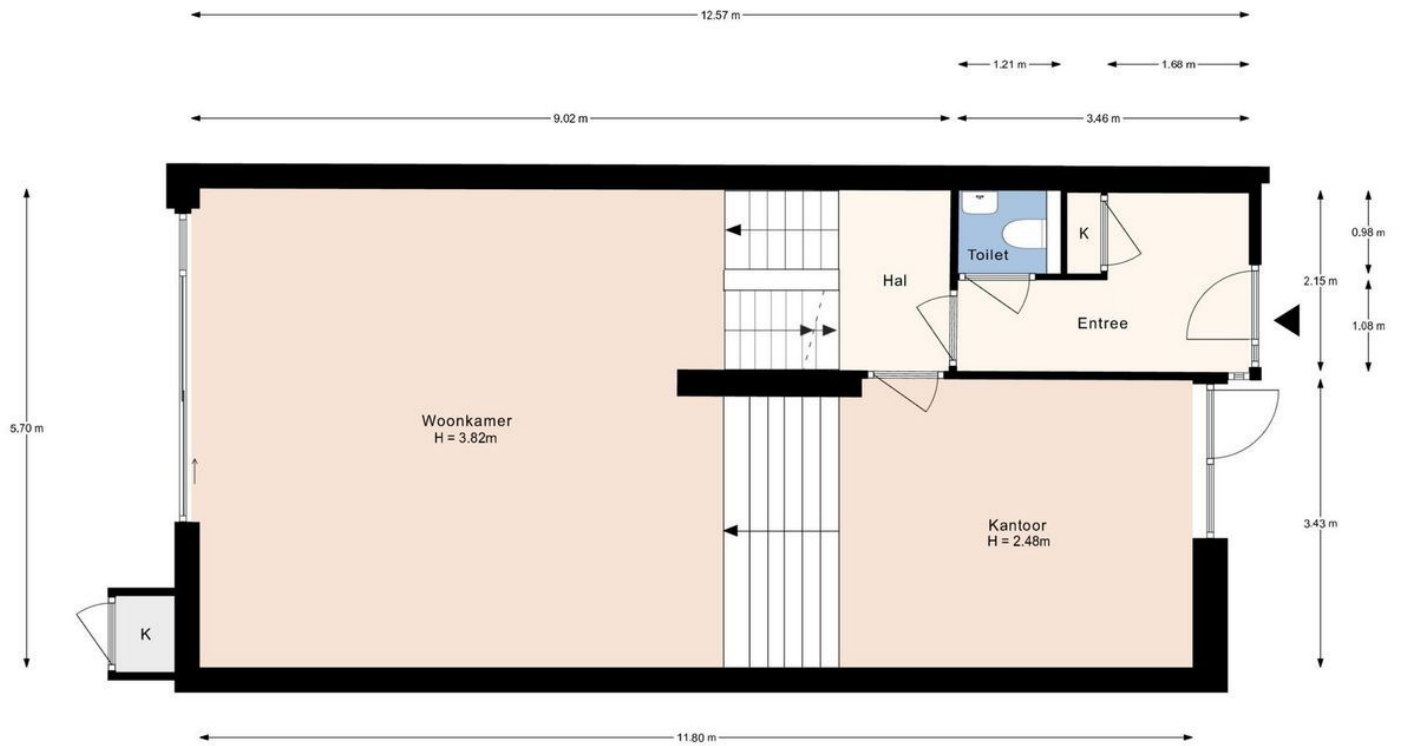 12.57 m
1.21 m
1.68 m
9.02 m
3.46 m
K
Toilet
0.98 m
Hal
2.15 m
Entree
1.08 m
Woonkamer
H = 3.82m
5.70 m
Kantoor
H = 2.48m
3.43 m
K
11.80 m